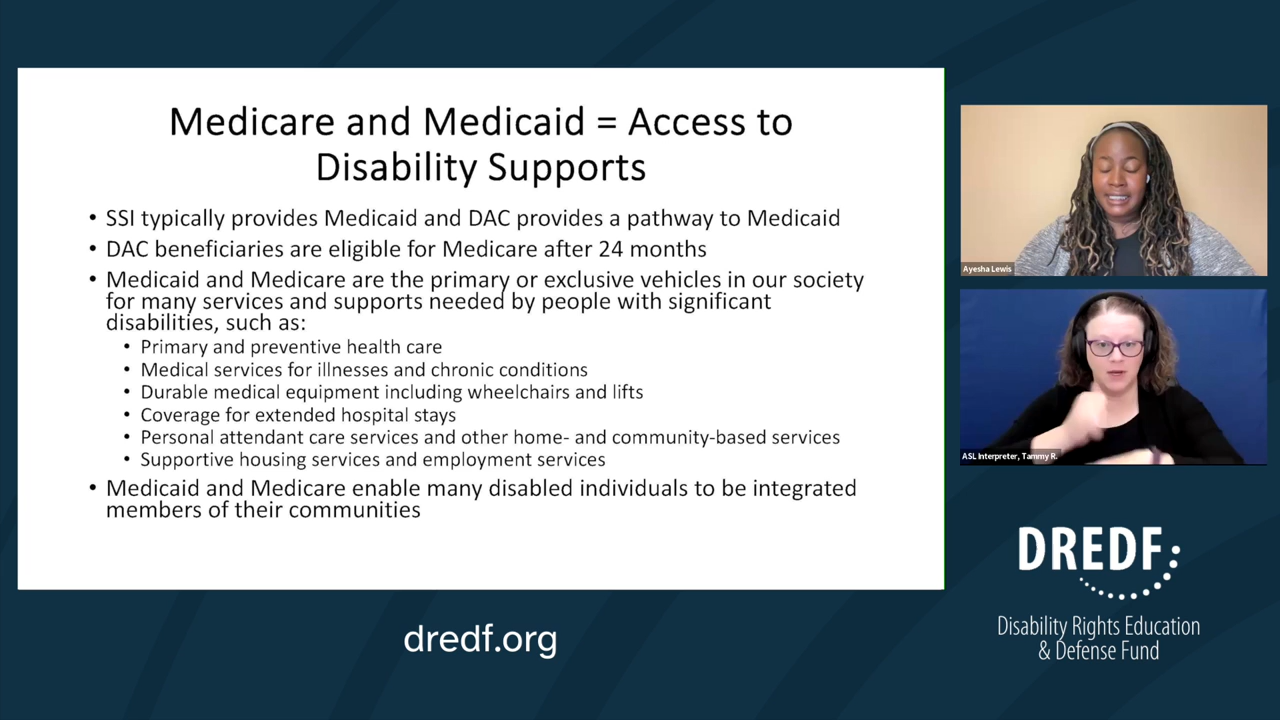 Medicare and Medicaid = Access to
Disability Supports
• SSI typically provides Medicaid and DAC provides a pathway to Medicaid
• DAC beneficiaries are eligible for Medicare after 24 months
• Medicaid and Medicare are the primary or exclusive vehicles in our society
for many services and supports needed by people with significant
disabilities, such as:
• Primary and preventive health care
• Medical services for illnesses and chronic conditions
• Durable medical equipment including wheelchairs and lifts
• Coverage for extended hospital stays
• Personal attendant care services and other home- and community-based services
• Supportive housing services and employment services
• Medicaid and Medicare enable many disabled individuals to be integrated
members of their communities
Ayesha Lewis
ASL Interpreter, Tammy R.
DREDF
Disability Rights Education
& Defense Fund
dredf.org